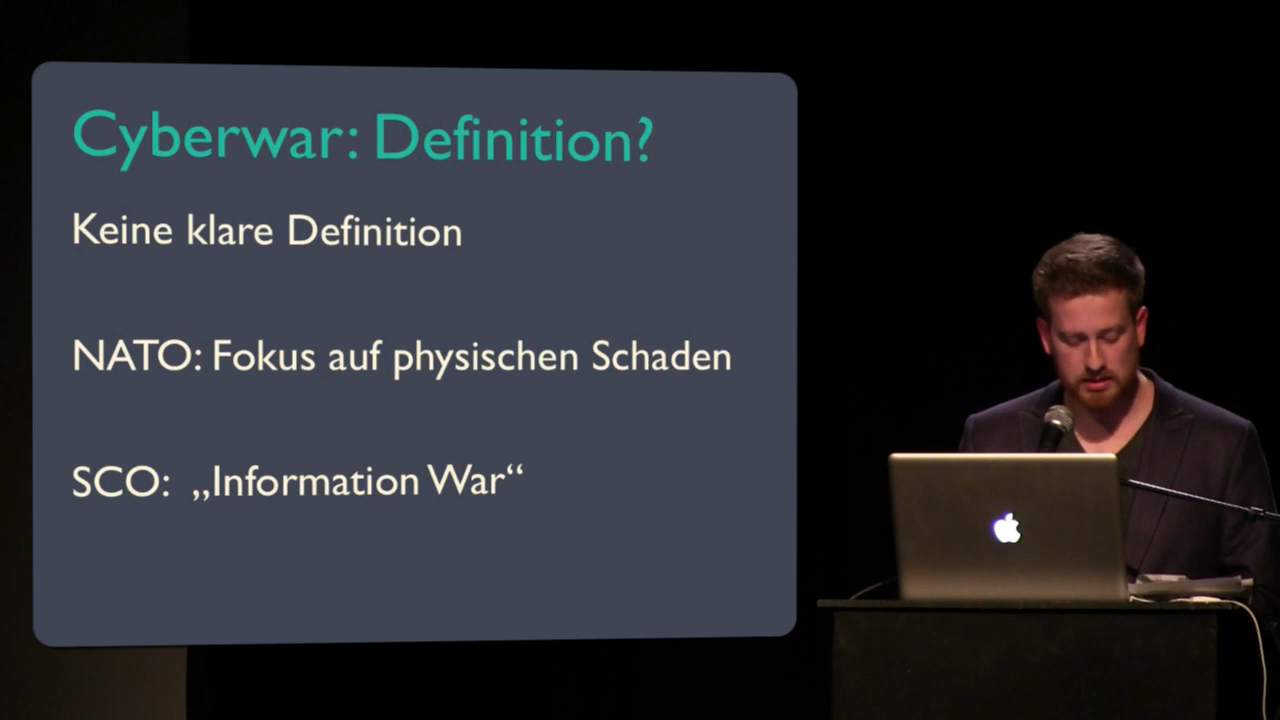 Cyberwar: Definition?
Keine klare Definition
NATO: Fokus auf physischen Schaden
SCO: „Information War“